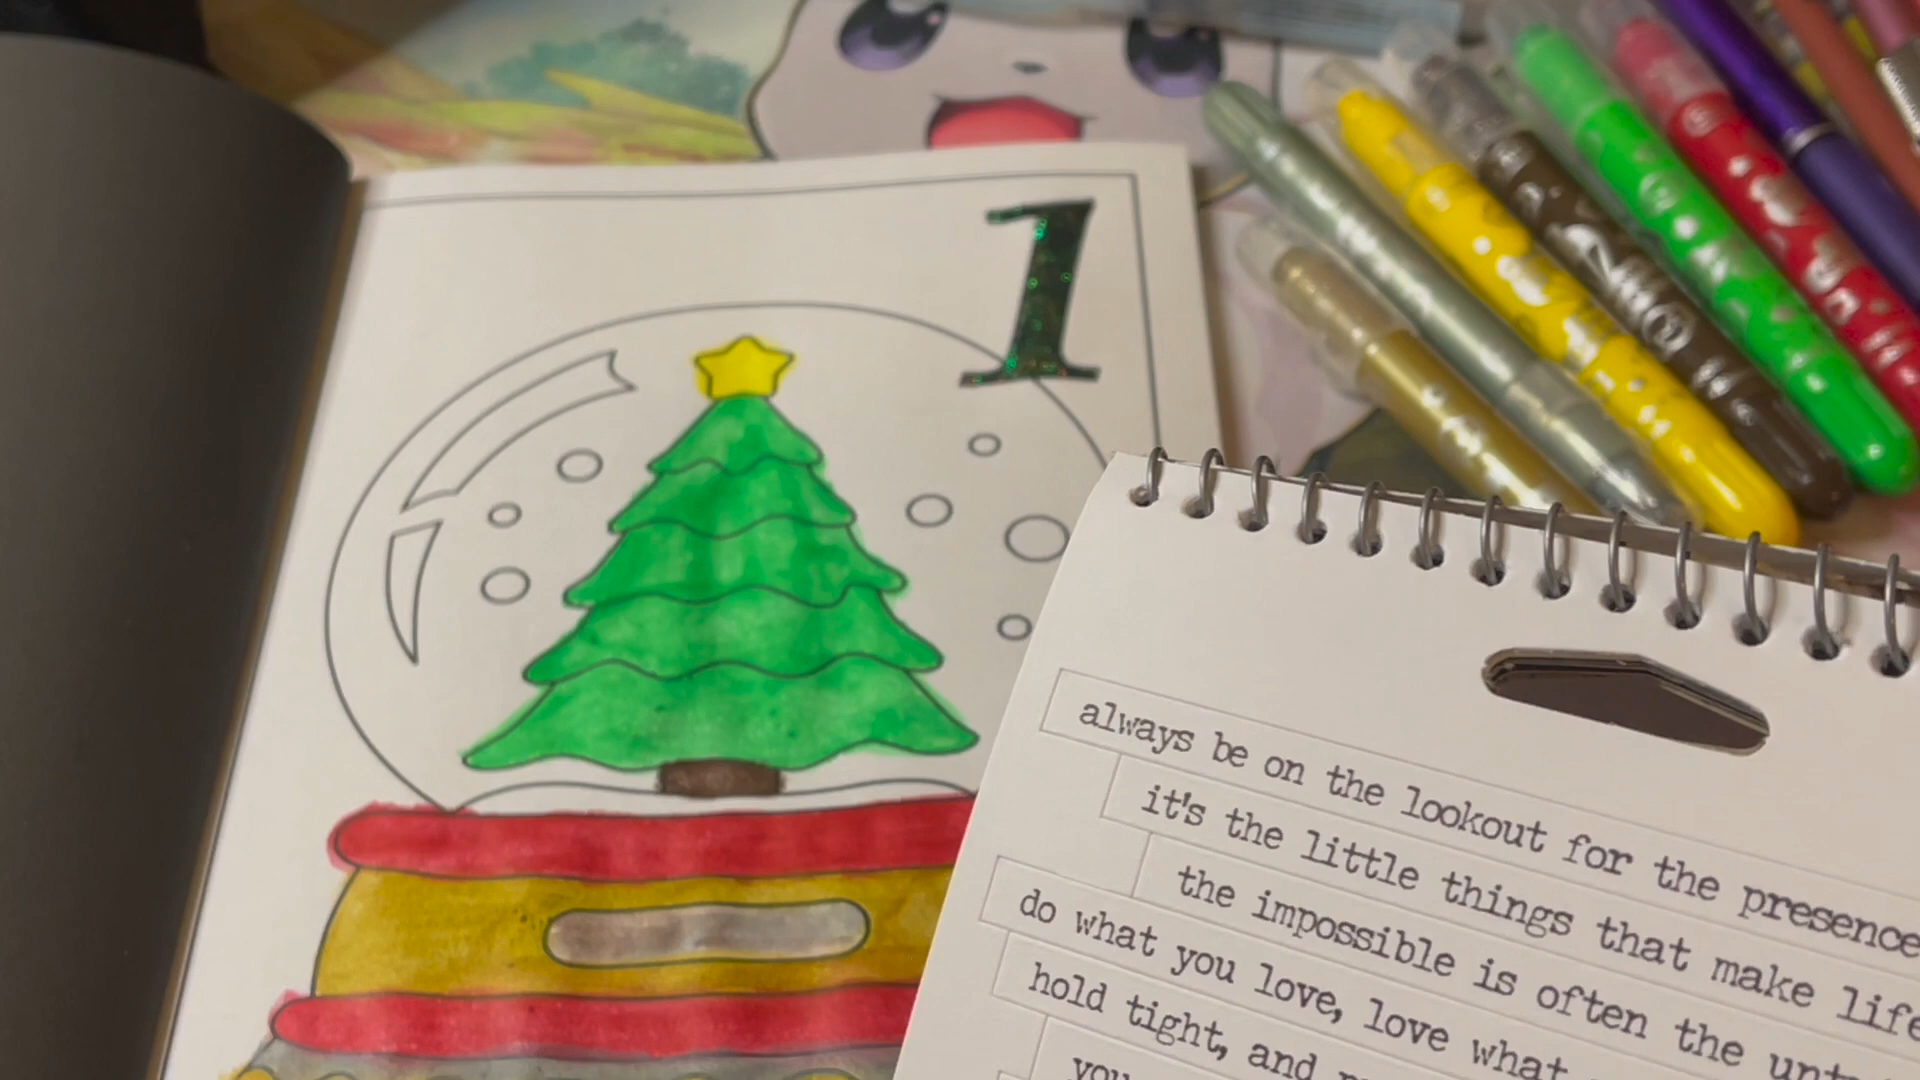 1
always be on the lookout for the presence
it's the little things that make life
the impossible is often the
do what you love, love what
hold tight, and
you